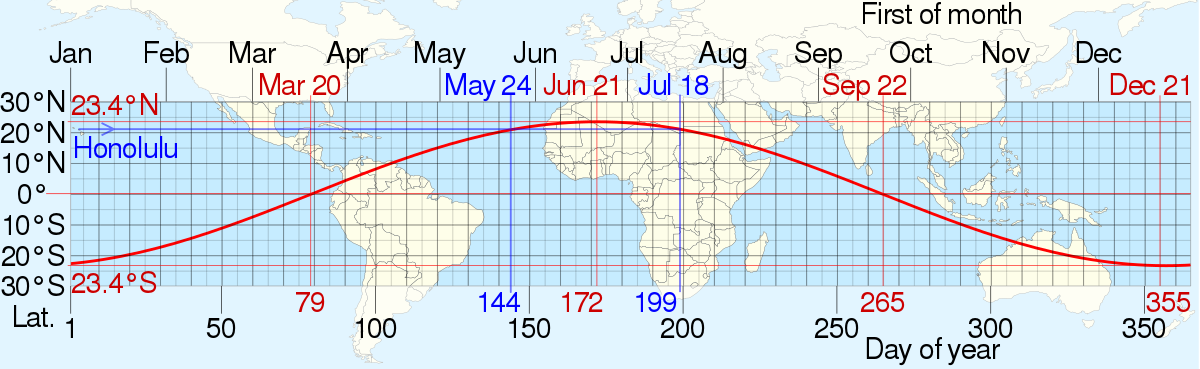 First of month
Jan Feb Mar Apr May Jun Jul Aug Sep Oct Nov Dec
Mar 20 May 24 Jun 21 Jul 18 Sep 22 Dec 21
30°N 23.4°N
20°N
Honolulu
10°N
0°
10°S
20°S
30°S 23.4°S
79 144 172 199 265 355
Lat. 1 50 100 150 200 250 300 350
Day of year